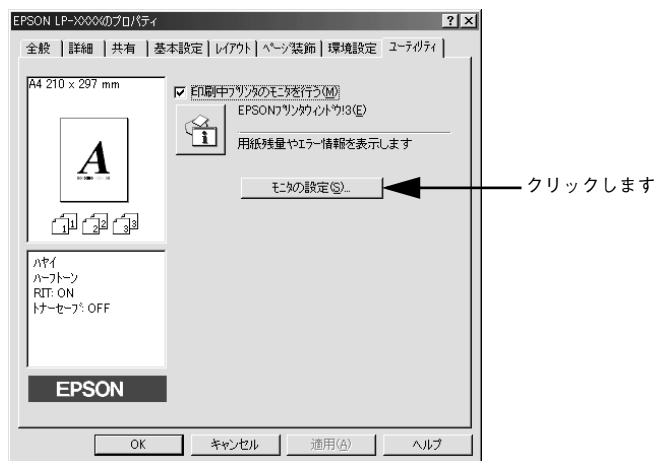 EPSON LP-XXXXのプロパティ
全般 詳細 共有 基本設定 レイアウト ページ装飾 環境設定 ユーティリティ
A4 210 x 297 mm
印刷中プリンタのモニタを行う(M)
EPSONプリンタウィンドウ!3(E)
用紙残量やエラー情報を表示します
A
モニタの設定(S)...
クリックします
1 1 2 2 3 3
ハヤイ
ハーフトーン
RIT: ON
トナーセーブ: OFF
EPSON
OK キャンセル 適用(A) ヘルプ